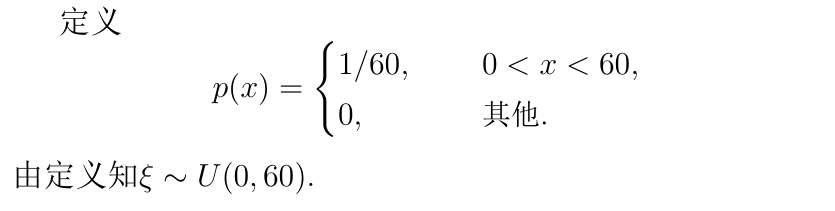 定义
p(x) = { 1/60, 0 < x < 60,
0, 其他.
由定义知ξ ∼ U(0, 60).